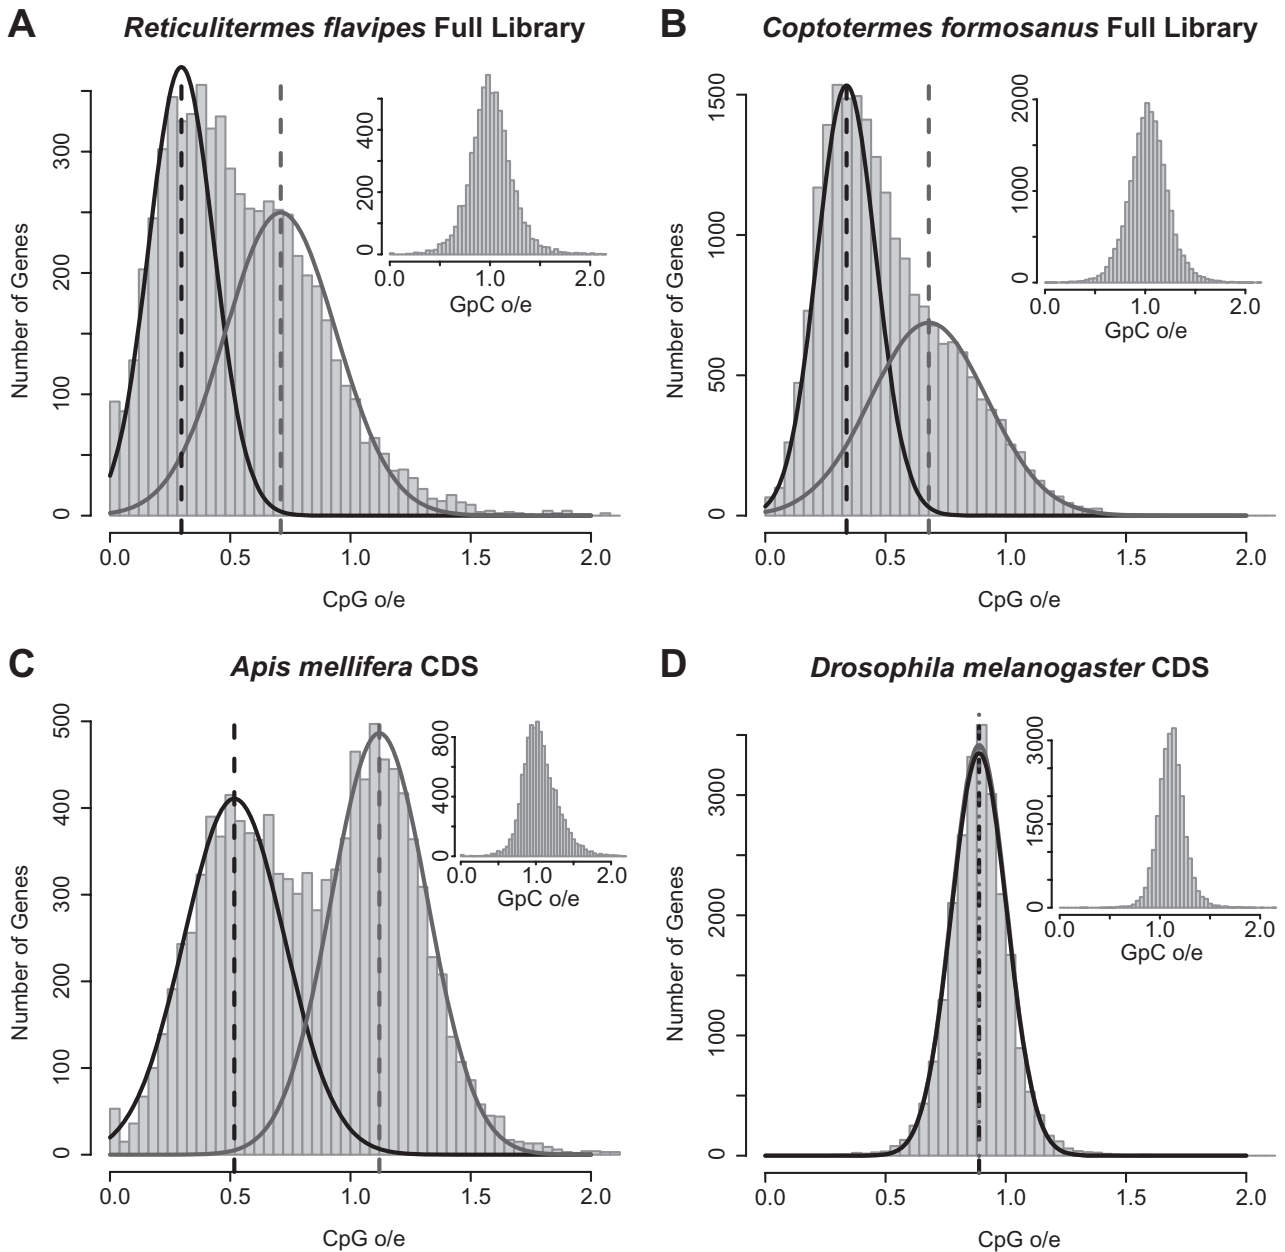 A
Reticulitermes flavipes Full Library
Number of Genes
0 100 200 300
0.0 0.5 1.0 1.5 2.0
CpG o/e
0 200 400
0.0 1.0 2.0
GpC o/e
B
Coptotermes formosanus Full Library
Number of Genes
0 500 1000 1500
0.0 0.5 1.0 1.5 2.0
CpG o/e
0 1000 2000
0.0 1.0 2.0
GpC o/e
C
Apis mellifera CDS
Number of Genes
0 100 200 300 400 500
0.0 0.5 1.0 1.5 2.0
CpG o/e
0 400 800
0.0 1.0 2.0
GpC o/e
D
Drosophila melanogaster CDS
Number of Genes
0 1000 2000 3000
0.0 0.5 1.0 1.5 2.0
CpG o/e
0 1500 3000
0.0 1.0 2.0
GpC o/e